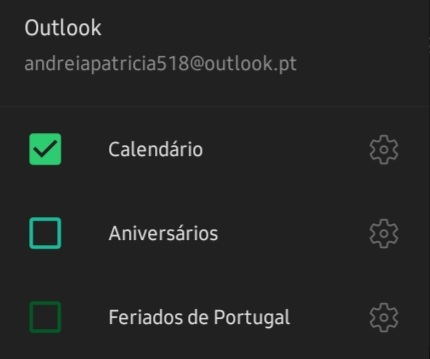 Outlook
andreiapatricia518@outlook.pt
Calendário
Aniversários
Feriados de Portugal